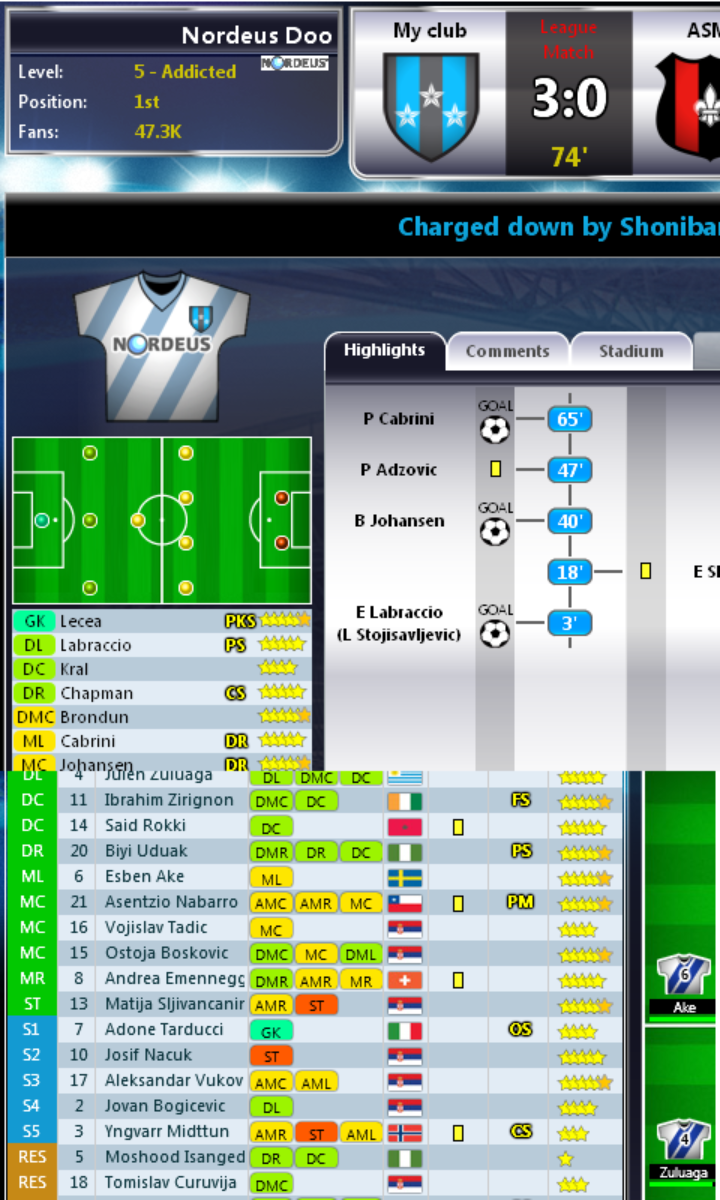 Nordeus Doo
NORDEUS
Level: 5 - Addicted
Position: 1st
Fans: 47.3K
My club
League Match
3:0
74'
ASM
Charged down by Shoniba
NORDEUS
Highlights Comments Stadium
P Cabrini GOAL 65'
P Adzovic 47'
B Johansen GOAL 40'
18'
E Labraccio GOAL 3'
(L Stojisavljevic)
GK Lecea PKS
DL Labraccio PS
DC Kral
DR Chapman CS
DMC Brondun
ML Cabrini DR
MC Johansen DR
DL 4 Julen Zuluaga DL DMC DC
DC 11 Ibrahim Zirignon DMC DC FS
DC 14 Said Rokki DC
DR 20 Biyi Uduak DMR DR DC PS
ML 6 Esben Ake ML
MC 21 Asentzio Nabarro AMC AMR MC PM
MC 16 Vojislav Tadic MC
MC 15 Ostoja Boskovic DMC MC DML
MR 8 Andrea Emennegg DMR AMR MR
ST 13 Matija Sljivancanir AMR ST
S1 7 Adone Tarducci GK OS
S2 10 Josif Nacuk ST
S3 17 Aleksandar Vukov AMC AML
S4 2 Jovan Bogicevic DL
S5 3 Yngvarr Midttun AMR ST AML CS
RES 5 Moshood Isanged DR DC
RES 18 Tomislav Curuvija DMC
6
Ake
4
Zuluaga